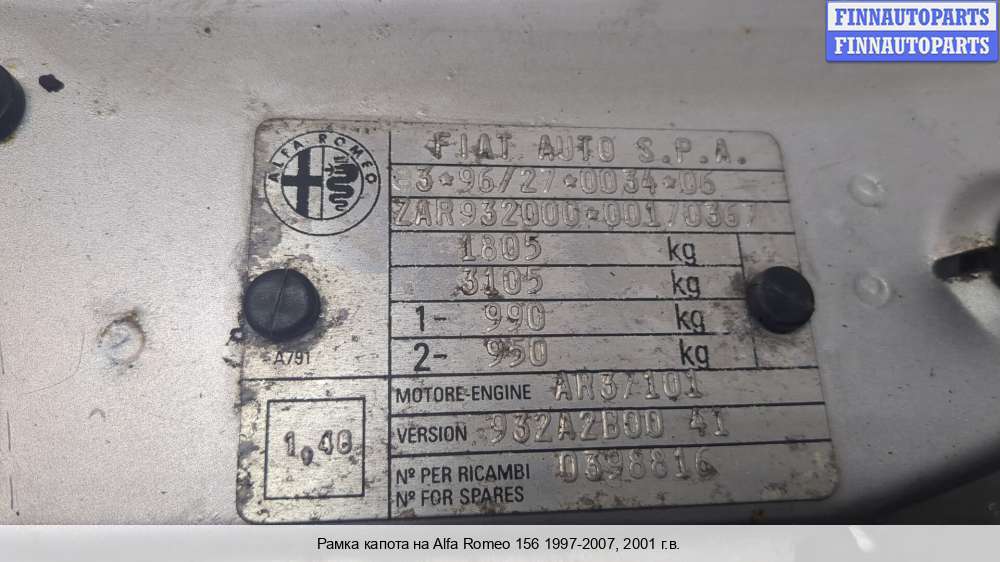 FINNAUTOPARTS
FINNAUTOPARTS
ALFA ROMEO
FIAT AUTO S.P.A.
3*96/27*0034*06
ZAR932000*00170367
1805 kg
3105 kg
1- 990 kg
2- 950 kg
A791
MOTORE-ENGINE AR37101
VERSION 932A2B00 41
1,40
Nº PER RICAMBI 0398816
Nº FOR SPARES
Рамка капота на Alfa Romeo 156 1997-2007, 2001 г.в.